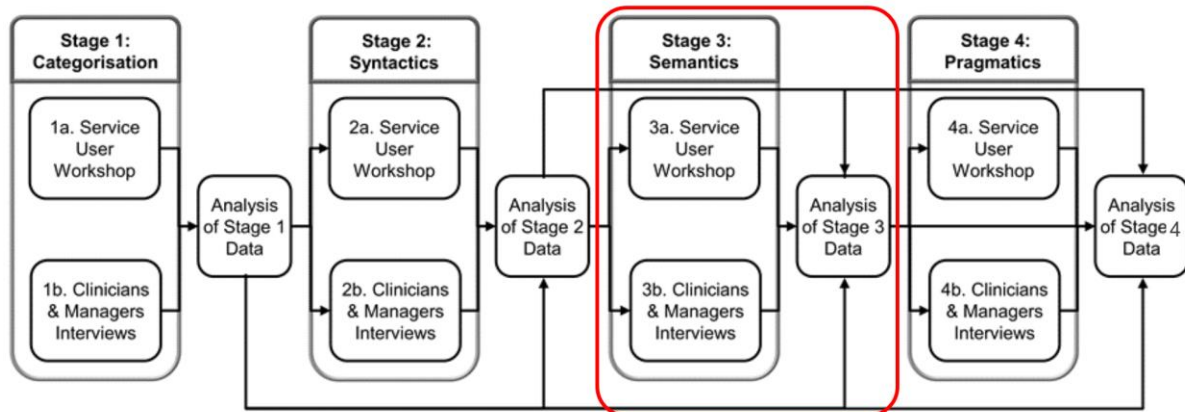 Stage 1:
Categorisation
1a. Service
User
Workshop
1b. Clinicians
& Managers
Interviews
Analysis
of Stage 1
Data
Stage 2:
Syntactics
2a. Service
User
Workshop
2b. Clinicians
& Managers
Interviews
Analysis
of Stage 2
Data
Stage 3:
Semantics
3a. Service
User
Workshop
3b. Clinicians
& Managers
Interviews
Analysis
of Stage 3
Data
Stage 4:
Pragmatics
4a. Service
User
Workshop
4b. Clinicians
& Managers
Interviews
Analysis
of Stage 4
Data